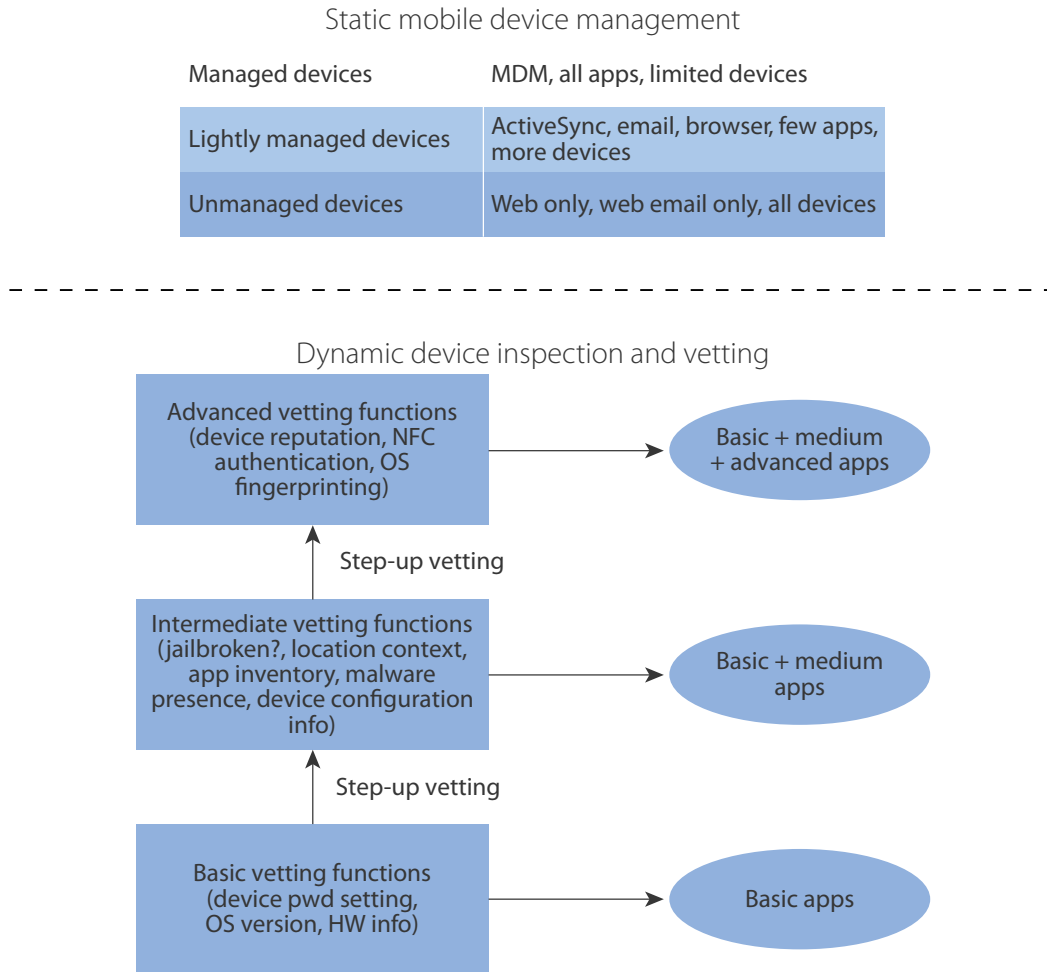 Static mobile device management
Managed devices
MDM, all apps, limited devices
Lightly managed devices
ActiveSync, email, browser, few apps,
more devices
Unmanaged devices
Web only, web email only, all devices
Dynamic device inspection and vetting
Advanced vetting functions
(device reputation, NFC
authentication, OS
fingerprinting)
Basic + medium
+ advanced apps
Step-up vetting
Intermediate vetting functions
(jailbroken?, location context,
app inventory, malware
presence, device configuration
info)
Basic + medium
apps
Step-up vetting
Basic vetting functions
(device pwd setting,
OS version, HW info)
Basic apps